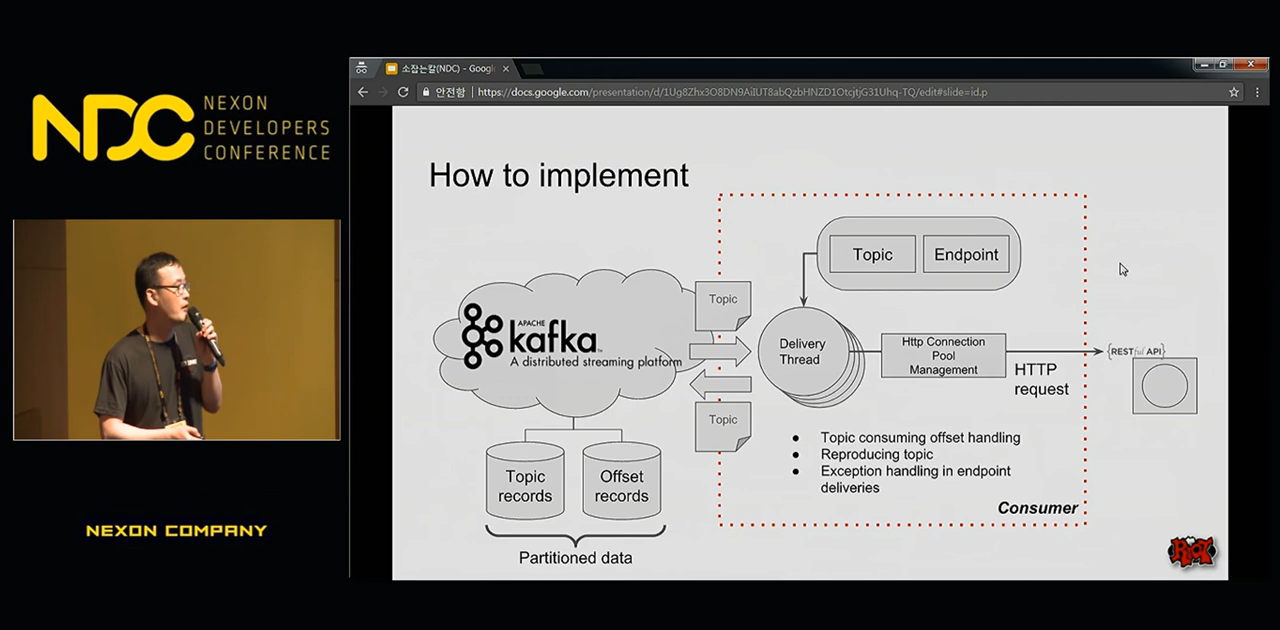 NDC
NEXON
DEVELOPERS
CONFERENCE
NEXON COMPANY
소잡는칼(NDC) - Googl
안전함
https://docs.google.com/presentation/d/1Ug8Zhx3O8DN9AilUT8abQzbHNZD1OtcjtjG31Uhq-TQ/edit#slide=id.p
How to implement
Topic
Endpoint
Topic
APACHE
kafka
A distributed streaming platform
Delivery
Thread
Http Connection
Pool
Management
{RESTful API}
HTTP
request
Topic
Topic
records
Offset
records
Partitioned data
● Topic consuming offset handling
● Reproducing topic
● Exception handling in endpoint
deliveries
Consumer
RIOT